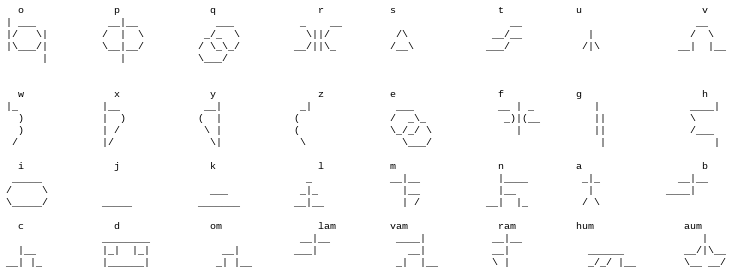 o p q r s t u v
w x y z e f g h
i j k l m n a b
c d om lam vam ram hum aum